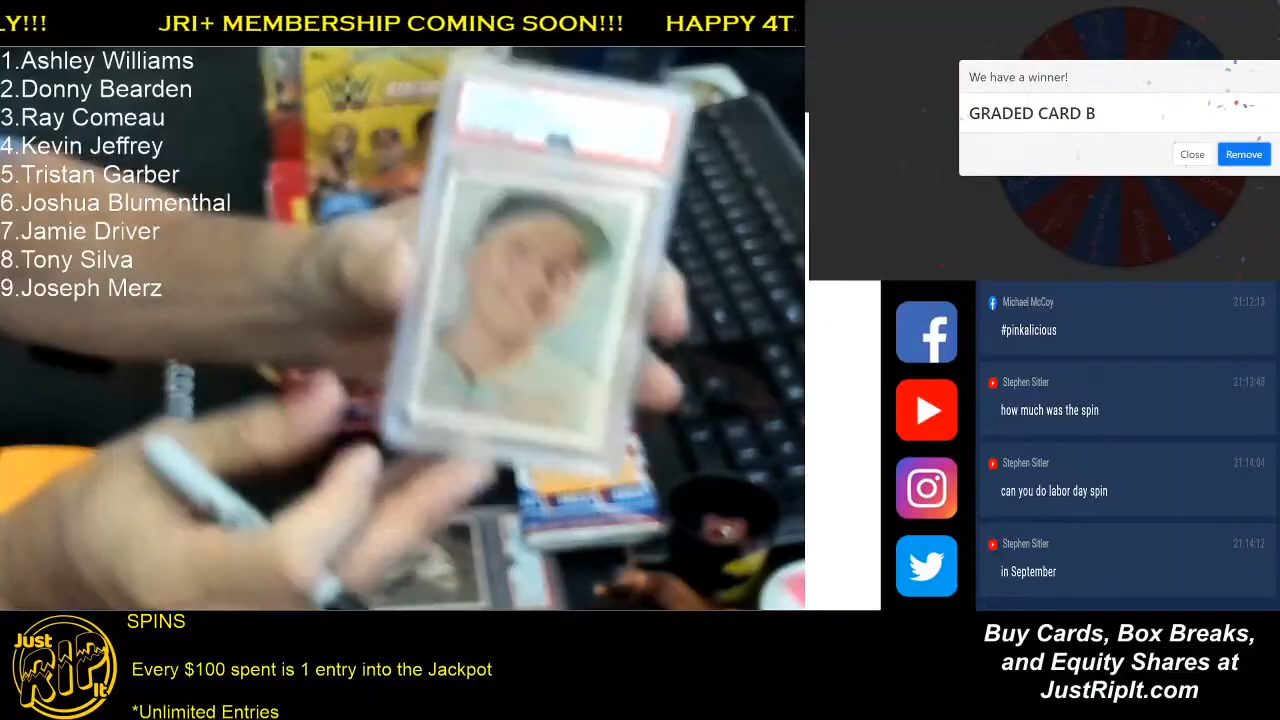 LY!!! JRI+ MEMBERSHIP COMING SOON!!! HAPPY 4T
1.Ashley Williams
2.Donny Bearden
3.Ray Comeau
4.Kevin Jeffrey
5.Tristan Garber
6.Joshua Blumenthal
7.Jamie Driver
8.Tony Silva
9.Joseph Merz
We have a winner!
GRADED CARD B
Close Remove
Michael McCoy 21:12:13
#pinkalicious
Stephen Sitler 21:13:48
how much was the spin
Stephen Sitler 21:14:04
can you do labor day spin
Stephen Sitler 21:14:12
in September
Just
RIP
It
SPINS
Every $100 spent is 1 entry into the Jackpot
*Unlimited Entries
Buy Cards, Box Breaks,
and Equity Shares at
JustRipIt.com